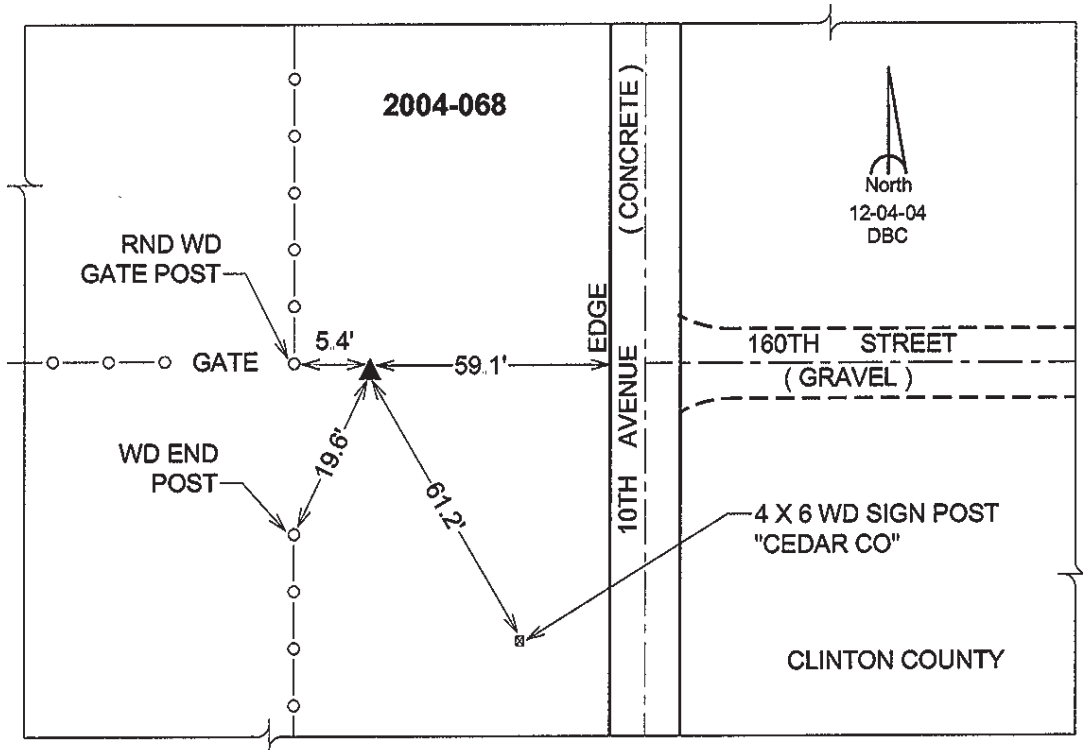 2004-068
( CONCRETE )
North
12-04-04
DBC
RND WD
GATE POST
EDGE
5.4'
GATE
59.1'
160TH STREET
( GRAVEL )
10TH AVENUE
WD END
POST
19.6'
61.2'
4 X 6 WD SIGN POST
"CEDAR CO"
CLINTON COUNTY